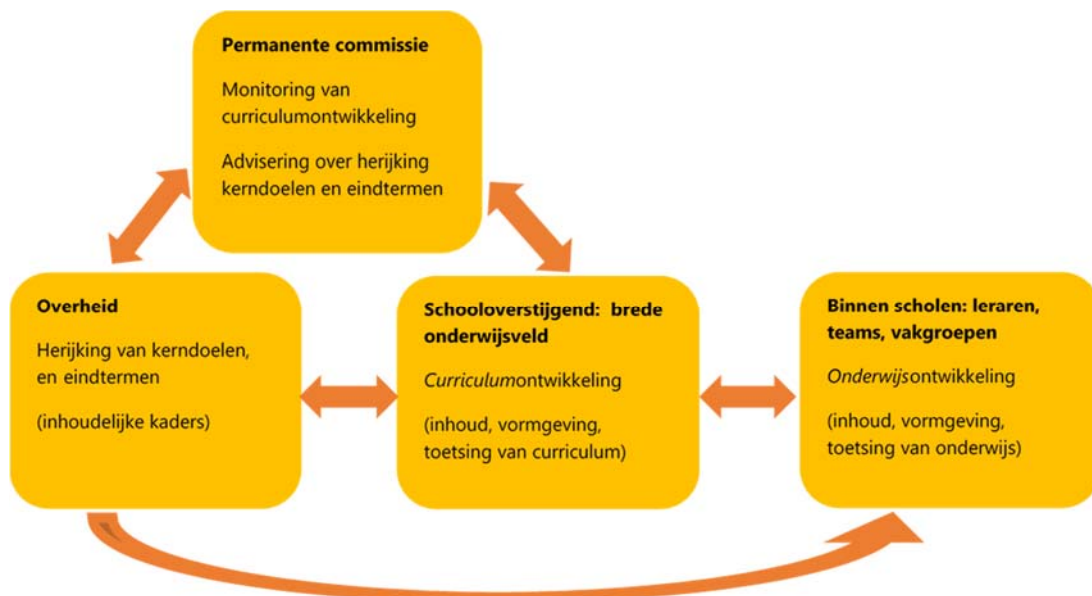 Permanente commissie
Monitoring van
curriculumontwikkeling
Advisering over herijking
kerndoelen en eindtermen
Overheid
Herijking van kerndoelen,
en eindtermen
(inhoudelijke kaders)
Schooloverstijgend: brede
onderwijsveld
Curriculumontwikkeling
(inhoud, vormgeving,
toetsing van curriculum)
Binnen scholen: leraren,
teams, vakgroepen
Onderwijsontwikkeling
(inhoud, vormgeving,
toetsing van onderwijs)